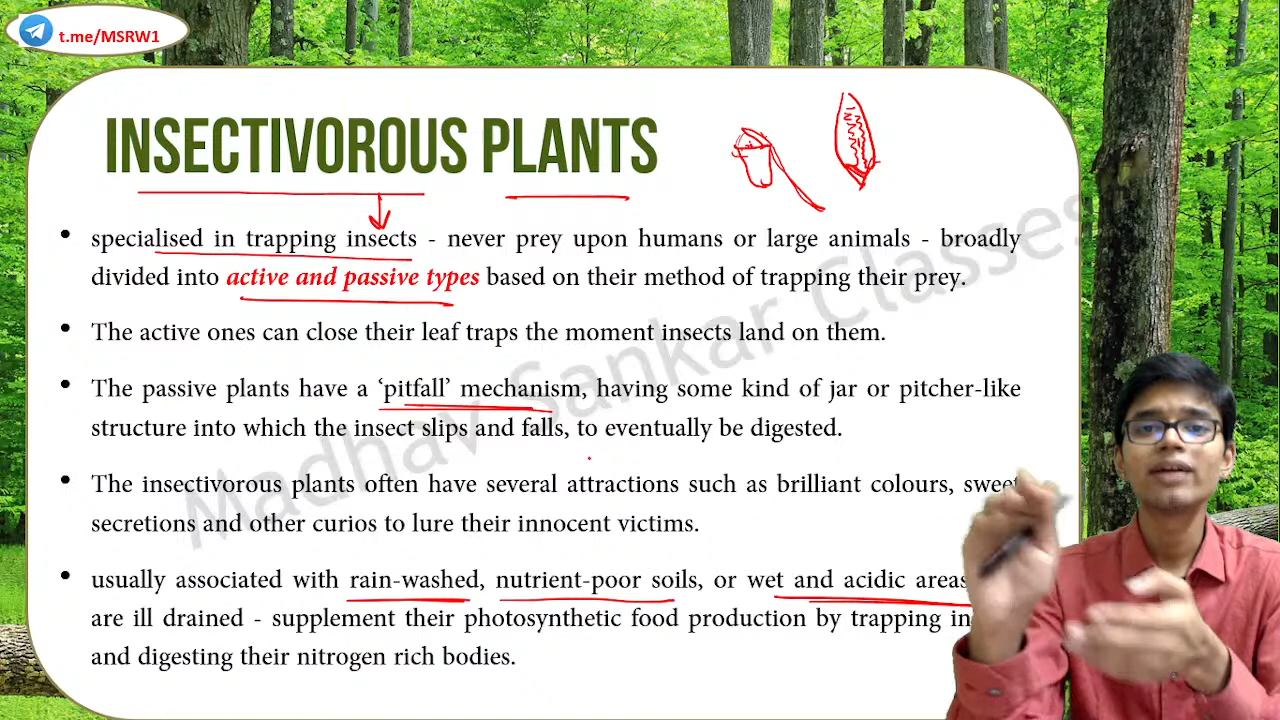 t.me/MSRW1
INSECTIVOROUS PLANTS
• specialised in trapping insects - never prey upon humans or large animals - broadly
divided into active and passive types based on their method of trapping their prey.
• The active ones can close their leaf traps the moment insects land on them.
• The passive plants have a ‘pitfall’ mechanism, having some kind of jar or pitcher-like
structure into which the insect slips and falls, to eventually be digested.
• The insectivorous plants often have several attractions such as brilliant colours, sweet
secretions and other curios to lure their innocent victims.
• usually associated with rain-washed, nutrient-poor soils, or wet and acidic areas
are ill drained - supplement their photosynthetic food production by trapping
and digesting their nitrogen rich bodies.
Madhav Sankar Classes